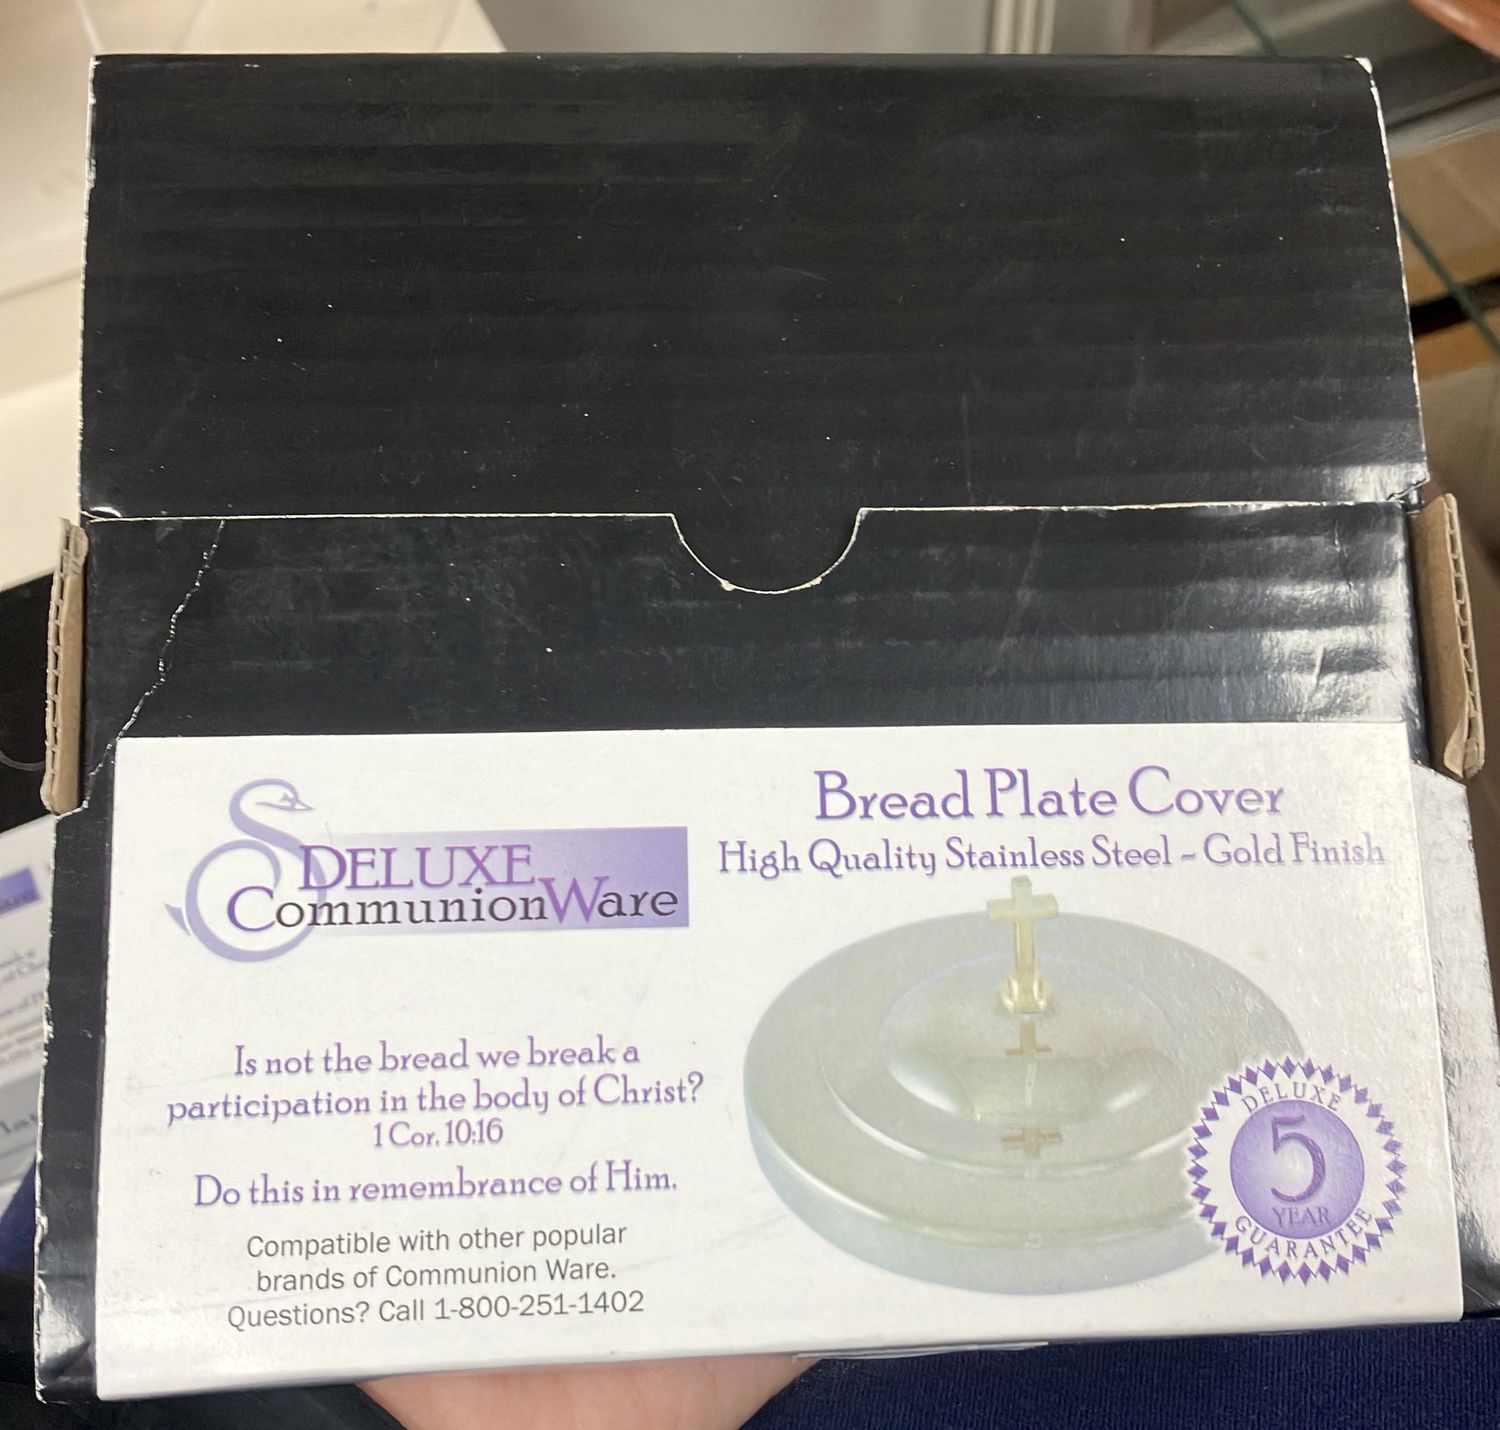 DELUXE
CommunionWare
Bread Plate Cover
High Quality Stainless Steel - Gold Finish
Is not the bread we break a
participation in the body of Christ?
1 Cor. 10:16
Do this in remembrance of Him.
Compatible with other popular
brands of Communion Ware.
Questions? Call 1-800-251-1402
DELUXE
5
YEAR
GUARANTEE